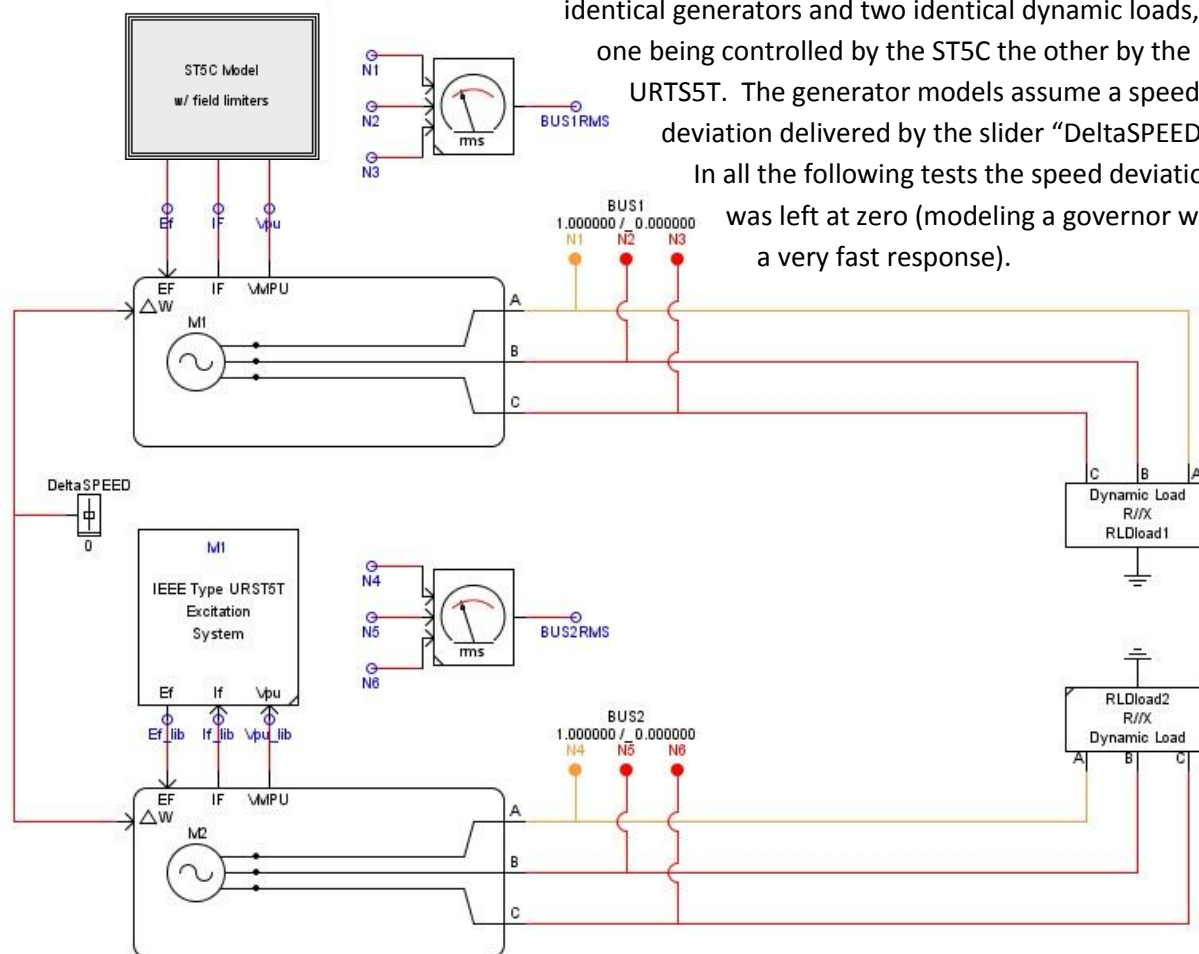 identical generators and two identical dynamic loads,
one being controlled by the ST5C the other by the
URTS5T. The generator models assume a speed
deviation delivered by the slider “DeltaSPEED
In all the following tests the speed deviatio
was left at zero (modeling a governor w
a very fast response).
ST5C Model
w/ field limiters
N1
N2
N3
rms
BUS1RMS
Ef
IF
Vpu
BUS1
1.000000 /_ 0.000000
N1 N2 N3
EF IF VMPU
△W
M1
A
B
C
C B A
Dynamic Load
R//X
RLDload1
DeltaSPEED
0
M1
IEEE Type URST5T
Excitation
System
Ef If Vpu
Ef_lib If_lib Vpu_lib
N4
N5
N6
rms
BUS2RMS
BUS2
1.000000 /_ 0.000000
N4 N5 N6
RLDload2
R//X
Dynamic Load
A B C
EF IF VMPU
△W
M2
A
B
C